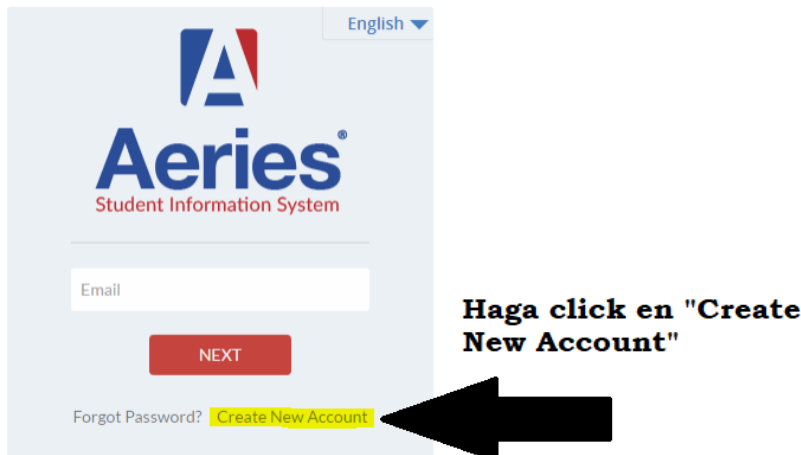 English
Aeries®
Student Information System
Email
NEXT
Forgot Password? Create New Account
Haga click en "Create
New Account"